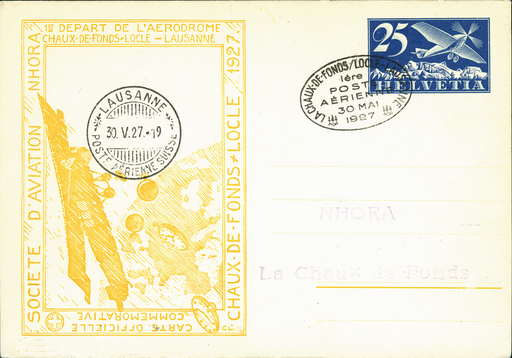 1er DEPART DE L'AERODROME
CHAUX-DE-FONDS-LOCLE — LAUSANNE
SOCIETE D'AVIATION NHORA
CHAUX-DE-FONDS - LOCLE / 1927.
LAUSANNE
30.V.27.-19
POSTE AÉRIENNE SUISSE
CARTE OFFICIELLE
COMMEMORATIVE
25
HELVETIA
LA CHAUX-DE-FONDS/LOCLE-LAUSANNE
1ère
POSTE
AÉRIENNE
30 MAI
1927
NHORA
La Chaux de Fonds.